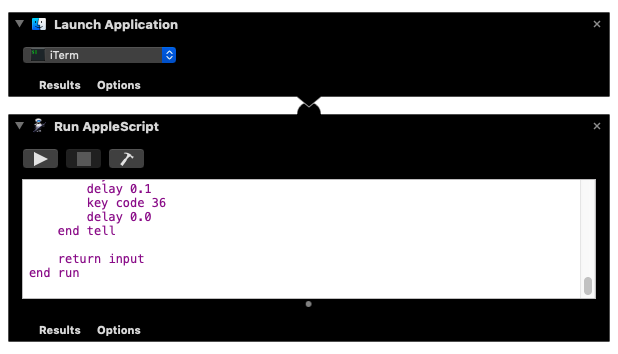 Launch Application
iTerm
Results Options
Run AppleScript
delay 0.1
key code 36
delay 0.0
end tell
return input
end run
Results Options